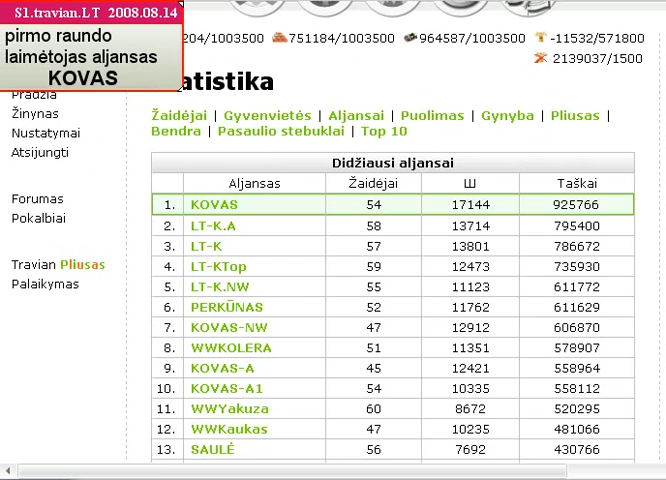 S1.travian.LT 2008.08.14
pirmo raundo
laimėtojas aljansas
KOVAS
204/1003500 751184/1003500 964587/1003500 -11532/571800
2139037/1500
atistika
Pradžia
Žinynas
Nustatymai
Atsijungti
Forumas
Pokalbiai
Travian Pliusas
Palaikymas
Žaidėjai | Gyvenvietės | Aljansai | Puolimas | Gynyba | Pliusas |
Bendra | Pasaulio stebuklai | Top 10
Didžiausi aljansai
Aljansas Žaidėjai Ш Taškai
1. KOVAS 54 17144 925766
2. LT-K.A 58 13714 795400
3. LT-K 57 13801 786672
4. LT-KTop 59 12473 735930
5. LT-K.NW 55 11123 611772
6. PERKŪNAS 52 11762 611629
7. KOVAS-NW 47 12912 606870
8. WWKOLERA 51 11351 578907
9. KOVAS-A 45 12421 558964
10. KOVAS-A1 54 10335 558112
11. WWYakuza 60 8672 520295
12. WWKaukas 47 10235 481066
13. SAULĖ 56 7692 430766